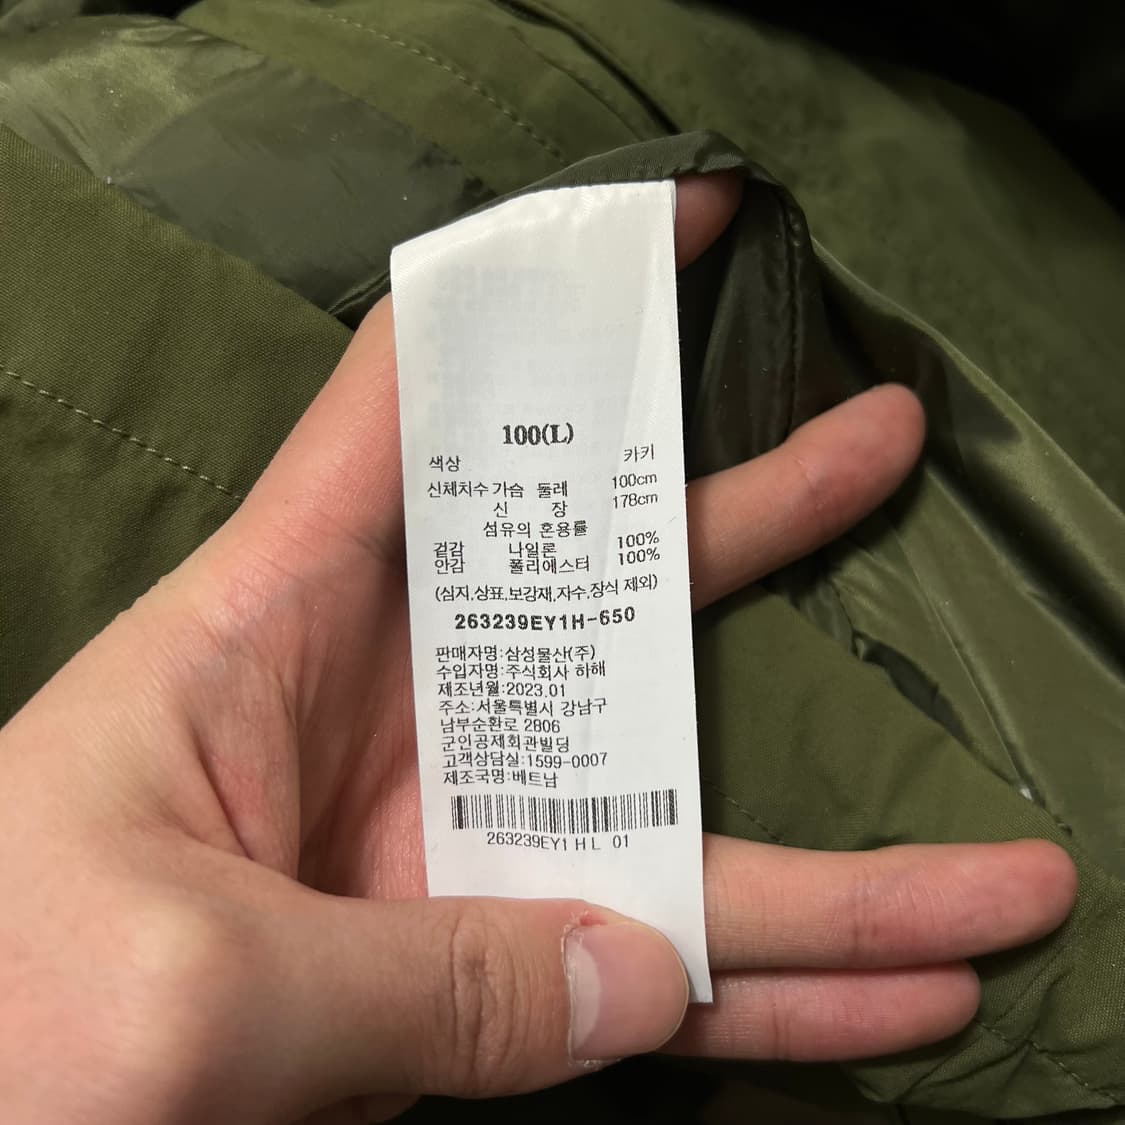 100(L)
색상 카키
신체치수 가슴 둘레 100cm
신 장 178cm
섬유의 혼용률
겉감 나일론 100%
안감 폴리에스터 100%
(심지,상표,보강재,자수,장식 제외)
263239EY1H-650
판매자명:삼성물산(주)
수입자명:주식회사 하해
제조년월:2023.01
주소:서울특별시 강남구
남부순환로 2806
군인공제회관빌딩
고객상담실:1599-0007
제조국명:베트남
263239EY1 H L 01